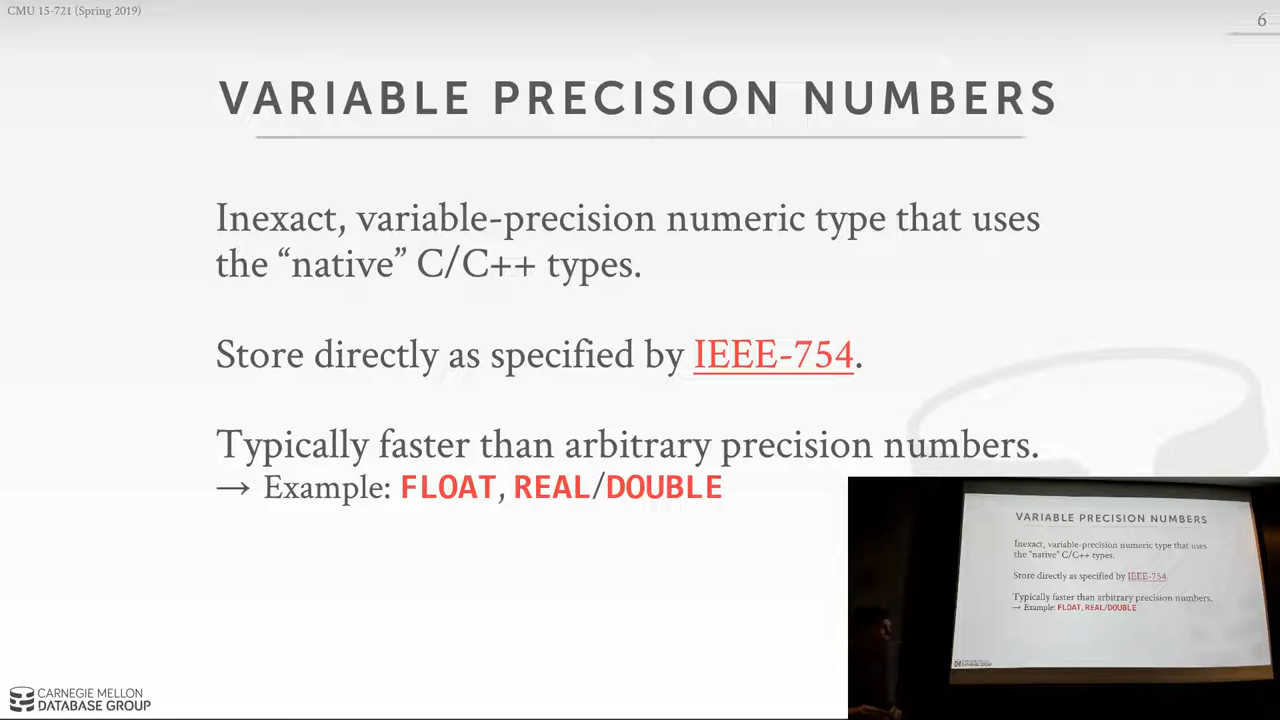 CMU 15-721 (Spring 2019)
6
VARIABLE PRECISION NUMBERS
Inexact, variable-precision numeric type that uses
the “native” C/C++ types.
Store directly as specified by IEEE-754.
Typically faster than arbitrary precision numbers.
→ Example: FLOAT, REAL/DOUBLE
VARIABLE PRECISION NUMBERS
Inexact, variable-precision numeric type that uses
the “native” C/C++ types.
Store directly as specified by IEEE-754.
Typically faster than arbitrary precision numbers.
→ Example: FLOAT, REAL/DOUBLE
CARNEGIE MELLON
DATABASE GROUP